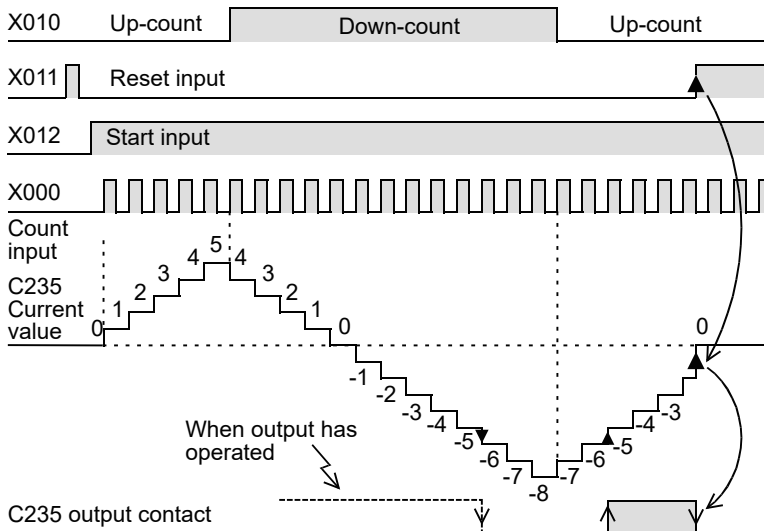 X010 Up-count Down-count Up-count
X011 Reset input
X012 Start input
X000
Count
input
C235
Current
value
0 1 2 3 4 5 4 3 2 1 0
-1 -2 -3 -4 -5 -6 -7 -8 -7 -6 -5 -4 -3 0
When output has
operated
C235 output contact